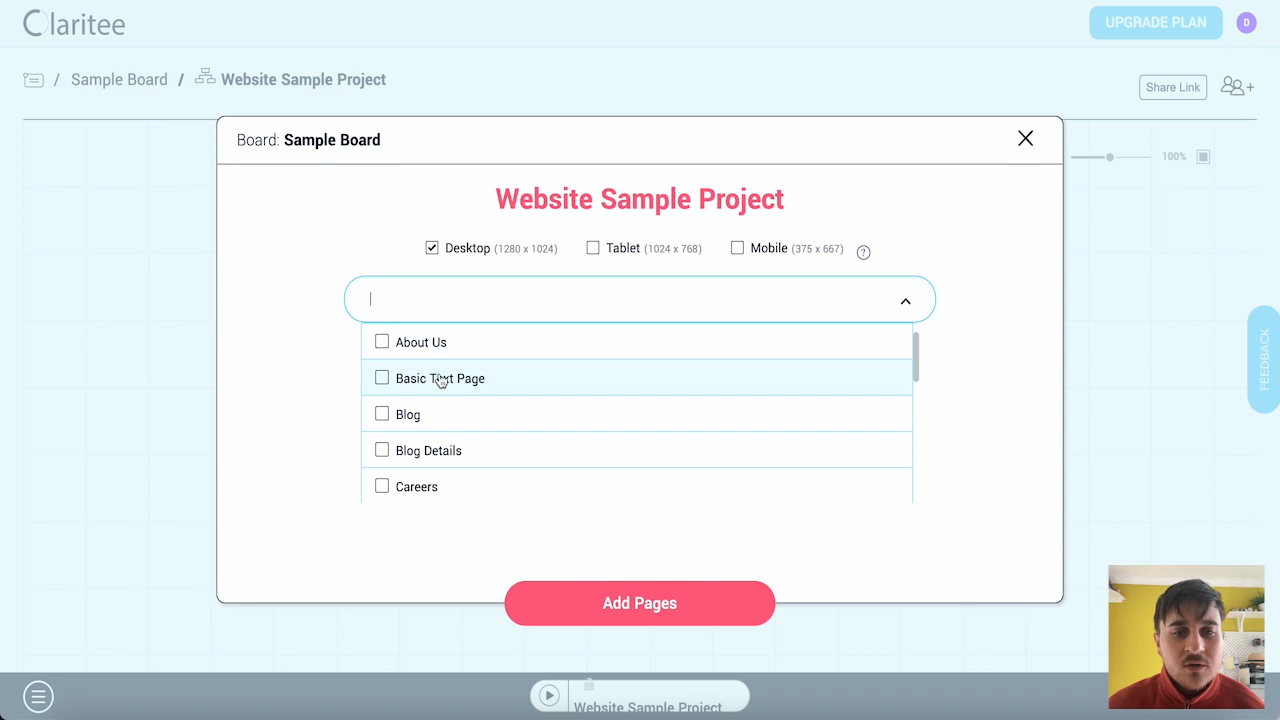 Claritee
UPGRADE PLAN
D
/ Sample Board / Website Sample Project
Share Link
Board: Sample Board
100%
Website Sample Project
Desktop (1280 x 1024)
Tablet (1024 x 768)
Mobile (375 x 667)
?
About Us
Basic Text Page
Blog
Blog Details
Careers
FEEDBACK
Add Pages
Website Sample Project